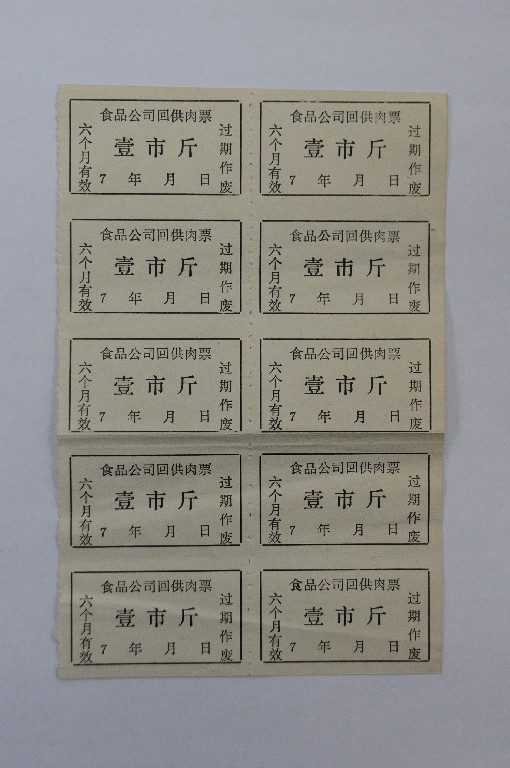 食品公司回供肉票
六个月有效
壹市斤
过期作废
7 年 月 日
食品公司回供肉票
六个月有效
壹市斤
过期作废
7 年 月 日
食品公司回供肉票
六个月有效
壹市斤
过期作废
7 年 月 日
食品公司回供肉票
六个月有效
壹市斤
过期作废
7 年 月 日
食品公司回供肉票
六个月有效
壹市斤
过期作废
7 年 月 日
食品公司回供肉票
六个月有效
壹市斤
过期作废
7 年 月 日
食品公司回供肉票
六个月有效
壹市斤
过期作废
7 年 月 日
食品公司回供肉票
六个月有效
壹市斤
过期作废
7 年 月 日
食品公司回供肉票
六个月有效
壹市斤
过期作废
7 年 月 日
食品公司回供肉票
六个月有效
壹市斤
过期作废
7 年 月 日